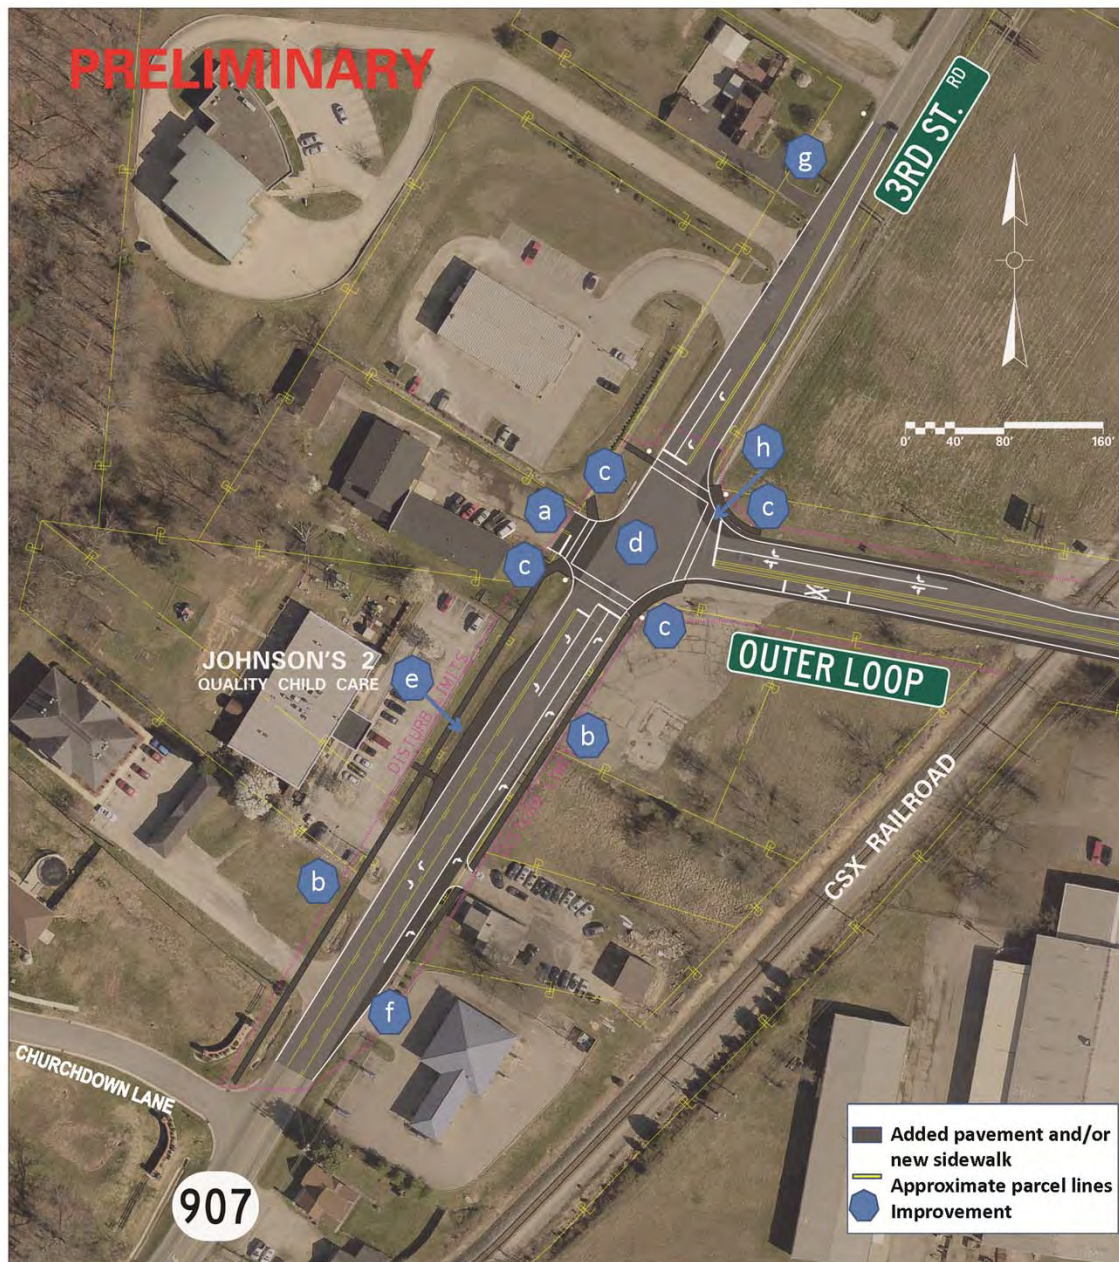 PRELIMINARY
3RD ST. RD
g
0' 40' 80' 160'
h
c
c
a
d
c
c
JOHNSON'S 2
QUALITY CHILD CARE
e
DISTURB LIMITS
OUTER LOOP
b
b
CSX RAILROAD
f
CHURCHDOWN LANE
907
Added pavement and/or
new sidewalk
Approximate parcel lines
Improvement